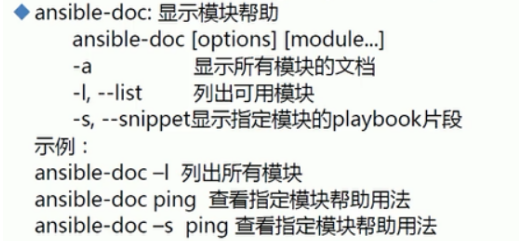 ansible-doc: 显示模块帮助
ansible-doc [options] [module...]
-a 显示所有模块的文档
-l, --list 列出可用模块
-s, --snippet显示指定模块的playbook片段
示例：
ansible-doc –l 列出所有模块
ansible-doc ping 查看指定模块帮助用法
ansible-doc –s ping 查看指定模块帮助用法